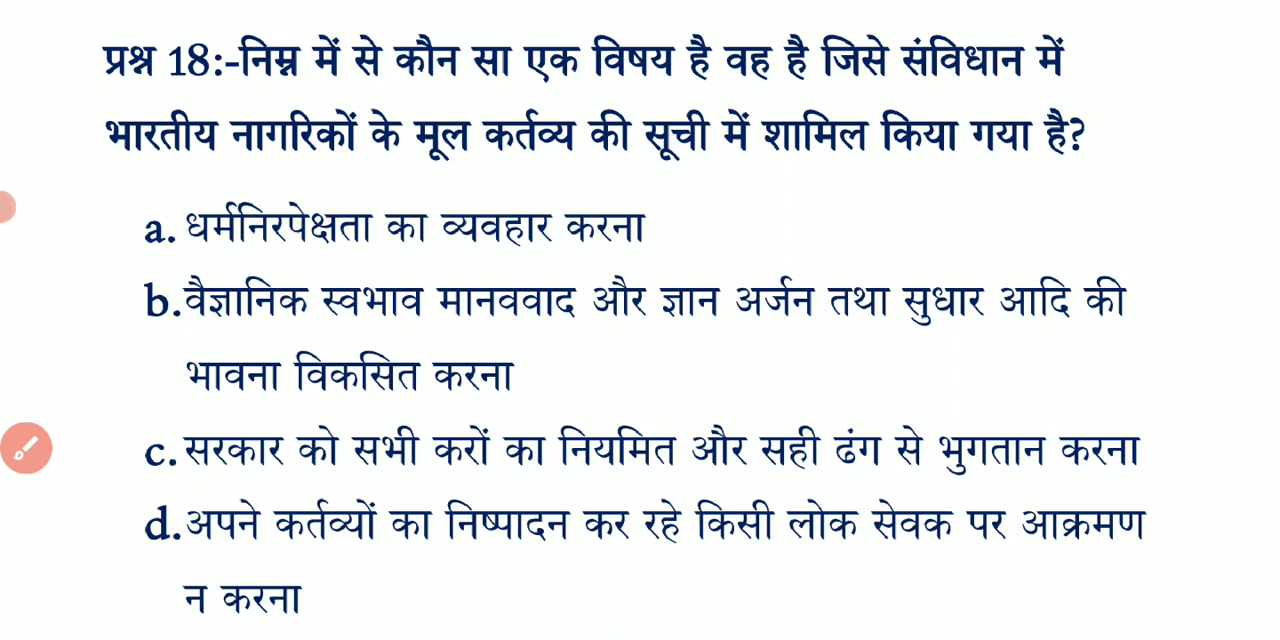 प्रश्न 18:-निम्न में से कौन सा एक विषय है वह है जिसे संविधान में
भारतीय नागरिकों के मूल कर्तव्य की सूची में शामिल किया गया है?
a. धर्मनिरपेक्षता का व्यवहार करना
b.वैज्ञानिक स्वभाव मानववाद और ज्ञान अर्जन तथा सुधार आदि की
भावना विकसित करना
c. सरकार को सभी करों का नियमित और सही ढंग से भुगतान करना
d.अपने कर्तव्यों का निष्पादन कर रहे किसी लोक सेवक पर आक्रमण
न करना